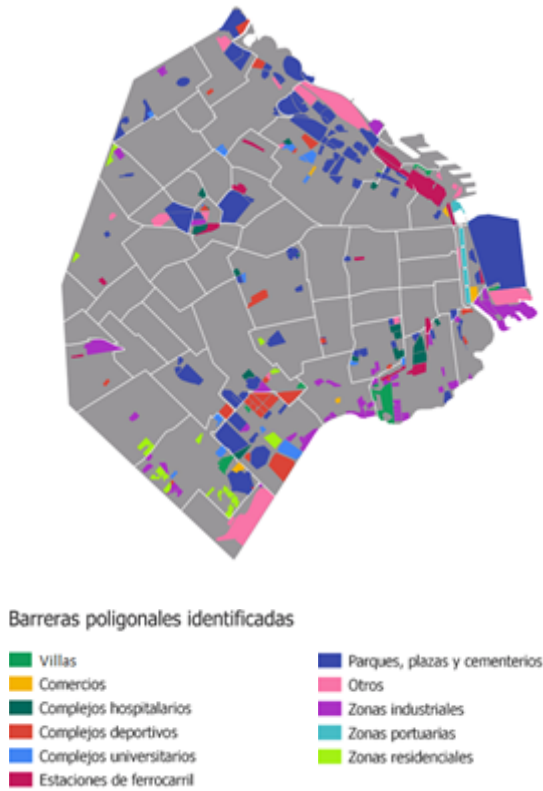 Barreras poligonales identificadas
Villas
Comercios
Complejos hospitalarios
Complejos deportivos
Complejos universitarios
Estaciones de ferrocarril
Parques, plazas y cementerios
Otros
Zonas industriales
Zonas portuarias
Zonas residenciales